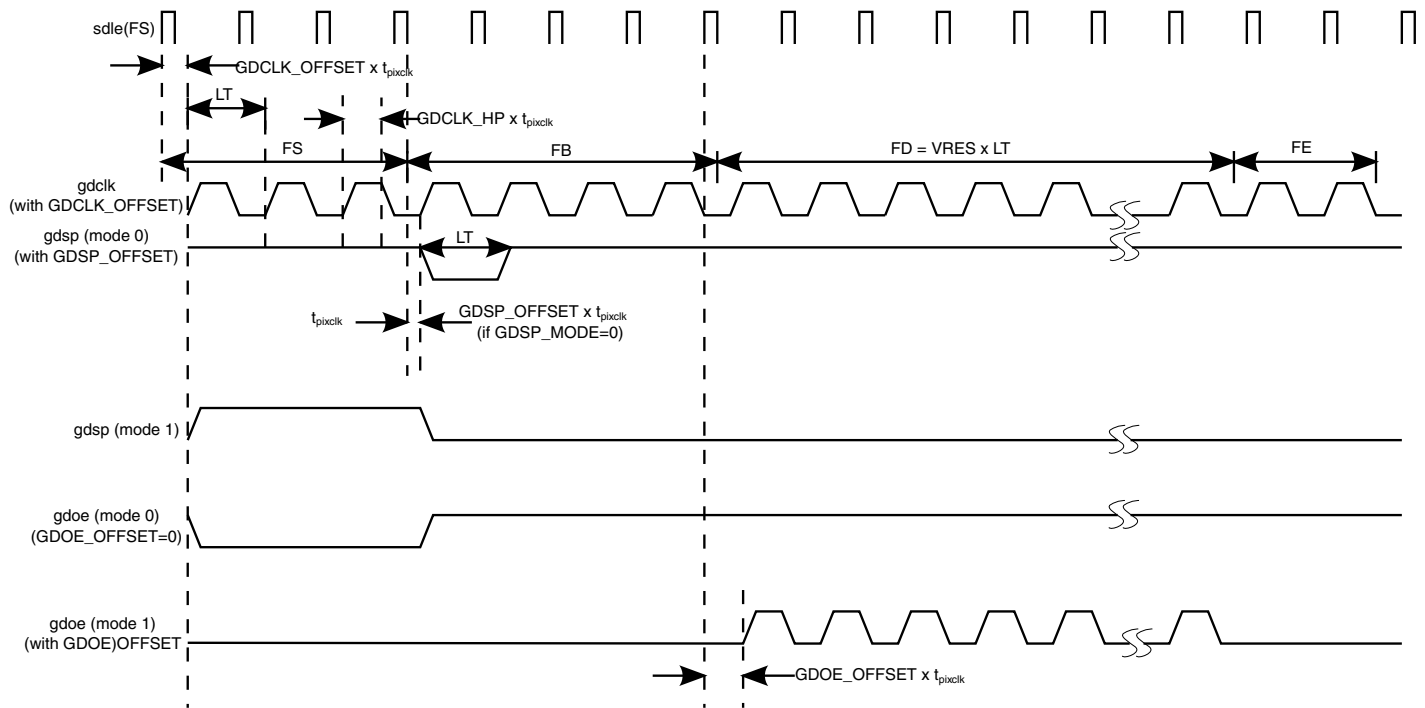 sdle(FS)
GDCLK_OFFSET x tpixclk
LT
GDCLK_HP x tpixclk
FS
FB
FD = VRES x LT
FE
gdclk
(with GDCLK_OFFSET)
gdsp (mode 0)
(with GDSP_OFFSET)
LT
tpixclk
GDSP_OFFSET x tpixclk
(if GDSP_MODE=0)
gdsp (mode 1)
gdoe (mode 0)
(GDOE_OFFSET=0)
gdoe (mode 1)
(with GDOE)OFFSET
GDOE_OFFSET x tpixclk